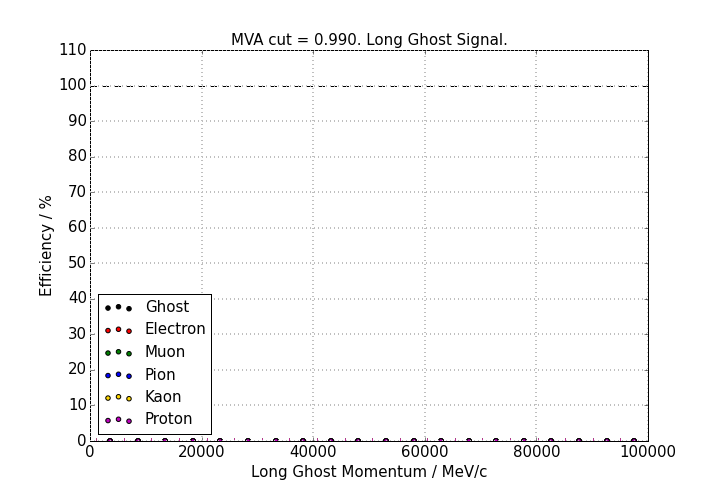 MVA cut = 0.990. Long Ghost Signal.
110
100
90
80
70
60
50
40
30
20
10
0
Efficiency / %
Ghost
Electron
Muon
Pion
Kaon
Proton
0 20000 40000 60000 80000 100000
Long Ghost Momentum / MeV/c